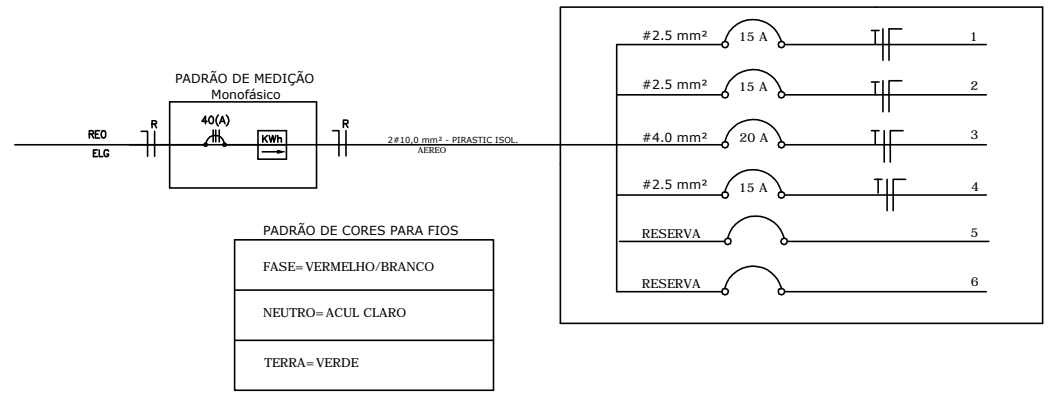 PADRÃO DE MEDIÇÃO
Monofásico
REO
ELG
R
40(A)
KWh
R
2#10,0 mm² - PIRASTIC ISOL.
AEREO
#2.5 mm² 15 A T 1
#2.5 mm² 15 A T 2
#4.0 mm² 20 A T 3
#2.5 mm² 15 A T 4
RESERVA 5
RESERVA 6
PADRÃO DE CORES PARA FIOS
FASE=VERMELHO/BRANCO
NEUTRO=ACUL CLARO
TERRA=VERDE